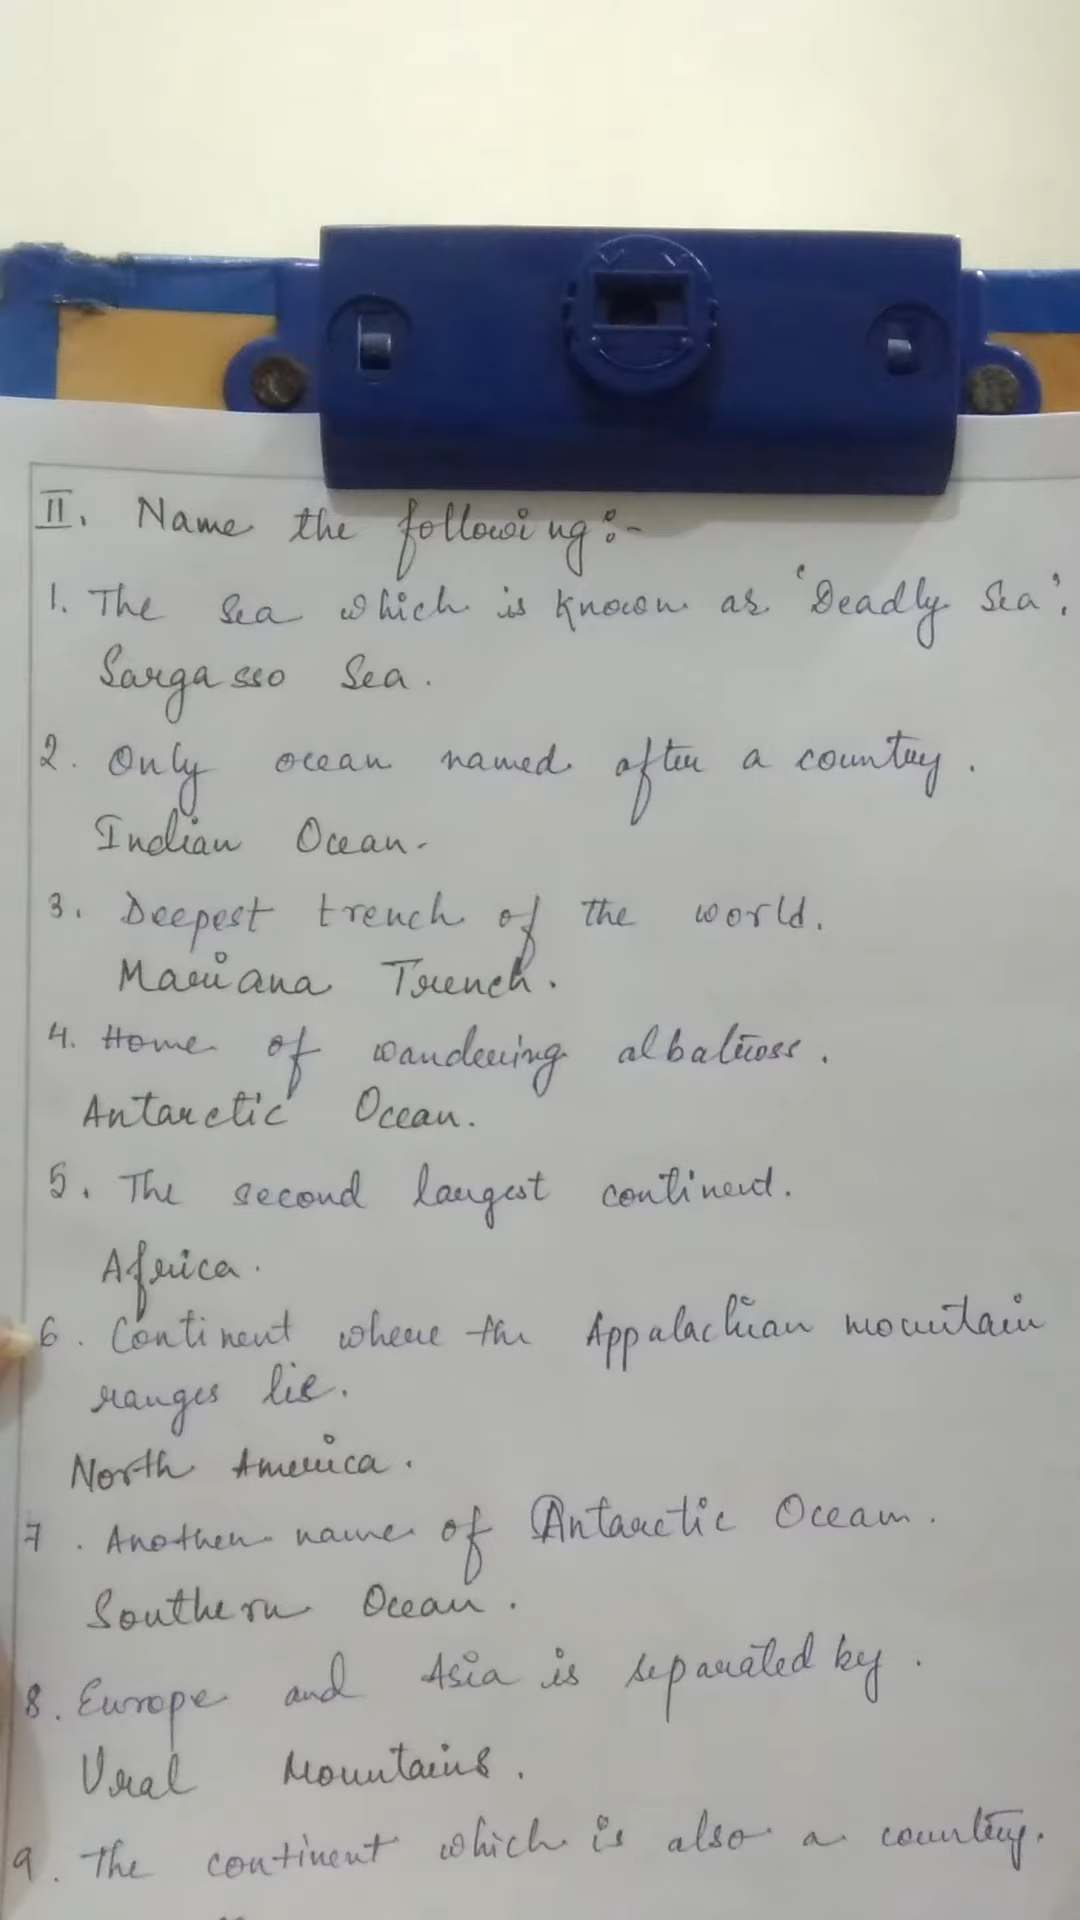 II. Name the following:-
1. The Sea which is known as 'Deadly Sea'.
Sargasso Sea.
2. Only ocean named after a country.
Indian Ocean.
3. Deepest trench of the world.
Mariana Trench.
4. Home of wandering albatross.
Antarctic Ocean.
5. The second largest continent.
Africa.
6. Continent where the Appalachian mountain
ranges lie.
North America.
7. Another name of Antarctic Ocean.
Southern Ocean.
8. Europe and Asia is separated by.
Ural Mountains.
9. The continent which is also a country.